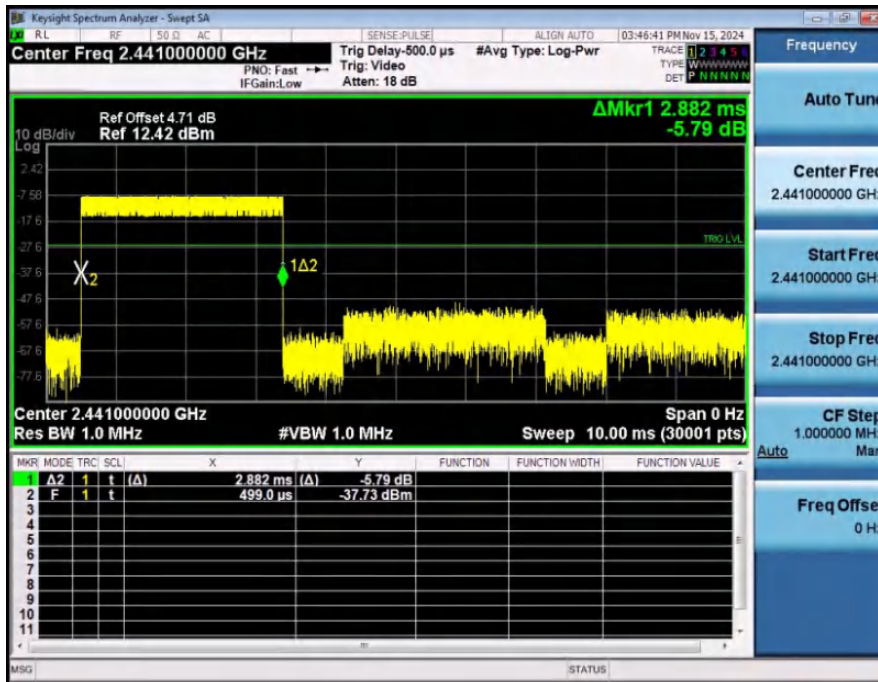 Keysight Spectrum Analyzer - Swept SA
RL RF 50 Ω AC SENSE:PULSE ALIGN AUTO 03:46:41 PM Nov 15, 2024
Center Freq 2.441000000 GHz
PNO: Fast
IFGain:Low
Trig Delay-500.0 µs
Trig: Video
Atten: 18 dB
#Avg Type: Log-Pwr
TRACE 1 2 3 4 5 6
TYPE W W W W W W
DET P N N N N N
Ref Offset 4.71 dB
10 dB/div Ref 12.42 dBm
Log
ΔMkr1 2.882 ms
-5.79 dB
2.42
-7.58
-17.6
-27.6
-37.6
-47.6
-57.6
-67.6
-77.6
TRIG LVL
2
1Δ2
Center 2.441000000 GHz Span 0 Hz
Res BW 1.0 MHz #VBW 1.0 MHz Sweep 10.00 ms (30001 pts)
MKR MODE TRC SCL X Y FUNCTION FUNCTION WIDTH FUNCTION VALUE
1 Δ2 1 t (Δ) 2.882 ms (Δ) -5.79 dB
2 F 1 t 499.0 µs -37.73 dBm
3
4
5
6
7
8
9
10
11
MSG STATUS
Frequency
Auto Tune
Center Freq
2.441000000 GHz
Start Freq
2.441000000 GHz
Stop Freq
2.441000000 GHz
CF Step
1.000000 MHz
Auto Man
Freq Offset
0 Hz